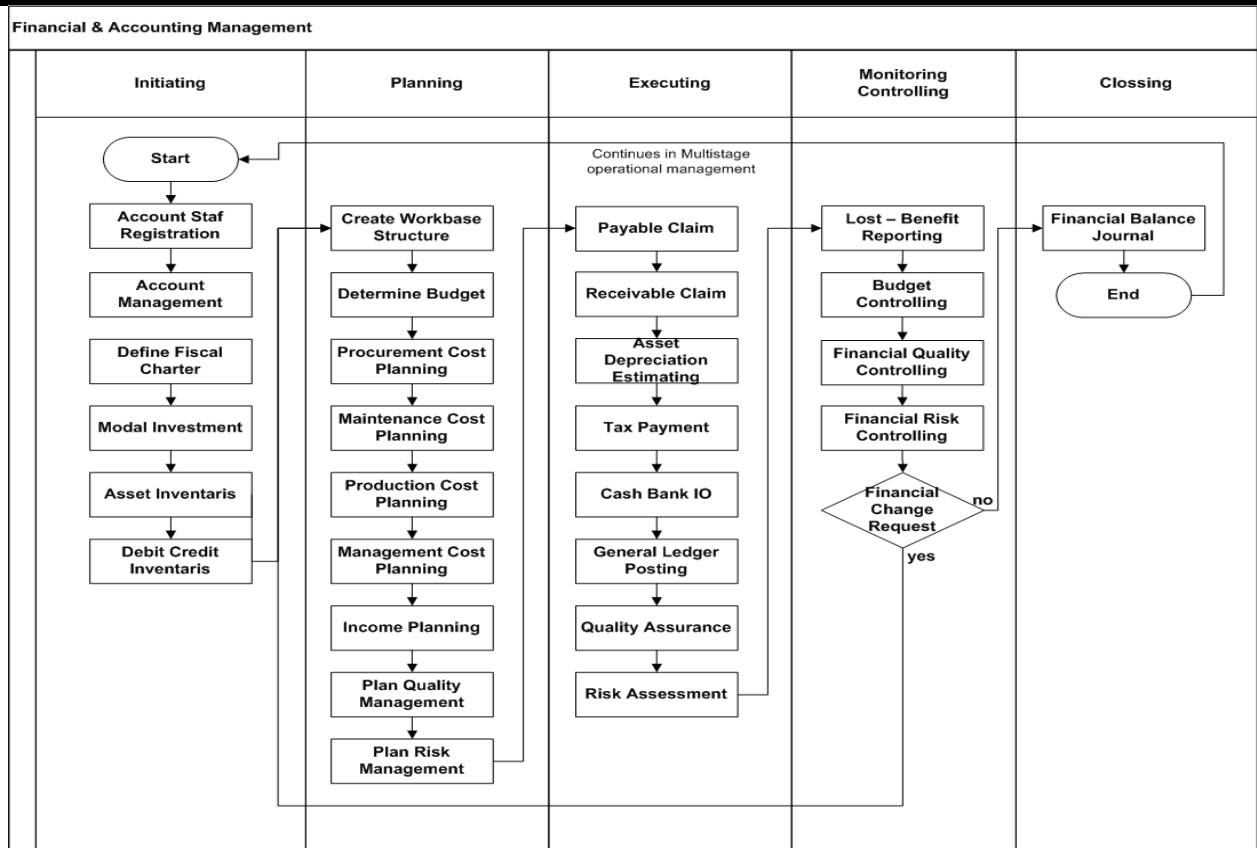 Financial & Accounting Management
Initiating
Planning
Executing
Monitoring
Controlling
Clossing
Start
Account Staf
Registration
Account
Management
Define Fiscal
Charter
Modal Investment
Asset Inventaris
Debit Credit
Inventaris
Create Workbase
Structure
Determine Budget
Procurement Cost
Planning
Maintenance Cost
Planning
Production Cost
Planning
Management Cost
Planning
Income Planning
Plan Quality
Management
Plan Risk
Management
Continues in Multistage
operational management
Payable Claim
Receivable Claim
Asset
Depreciation
Estimating
Tax Payment
Cash Bank IO
General Ledger
Posting
Quality Assurance
Risk Assessment
Lost – Benefit
Reporting
Budget
Controlling
Financial Quality
Controlling
Financial Risk
Controlling
Financial
Change
Request
no
yes
Financial Balance
Journal
End